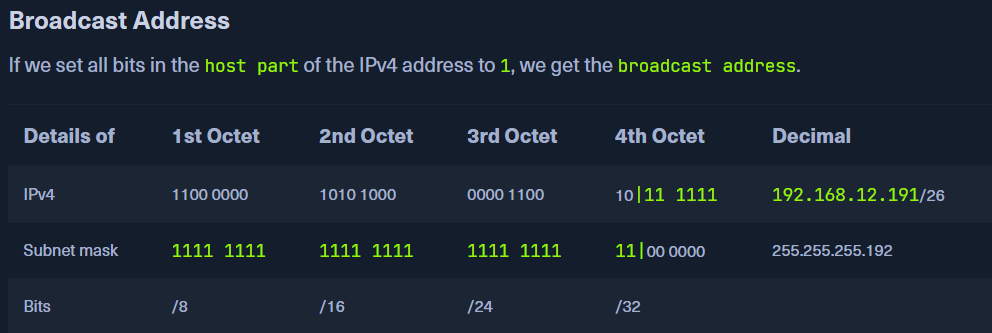 Broadcast Address
If we set all bits in the host part of the IPv4 address to 1, we get the broadcast address.
Details of 1st Octet 2nd Octet 3rd Octet 4th Octet Decimal
IPv4 1100 0000 1010 1000 0000 1100 10|11 1111 192.168.12.191/26
Subnet mask 1111 1111 1111 1111 1111 1111 11|00 0000 255.255.255.192
Bits /8 /16 /24 /32